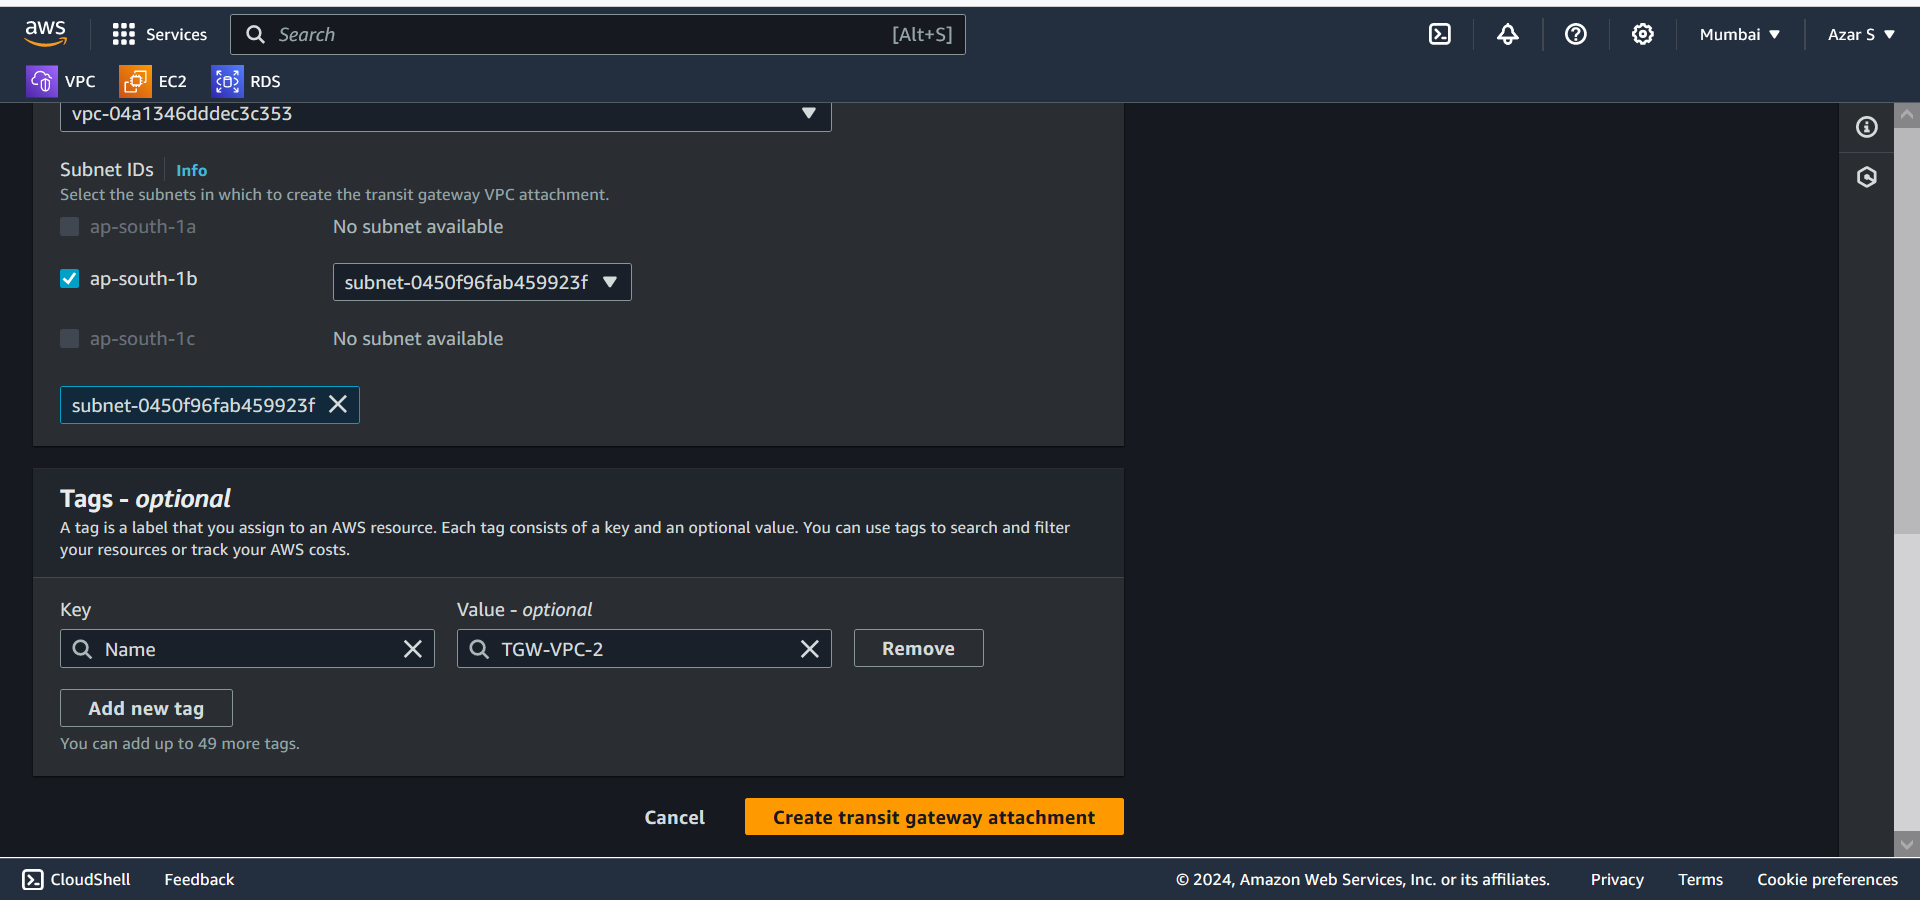 aws
Services
Search [Alt+S]
Mumbai
Azar S
VPC
EC2
RDS
vpc-04a1346dddec3c353
Subnet IDs Info
Select the subnets in which to create the transit gateway VPC attachment.
ap-south-1a No subnet available
ap-south-1b subnet-0450f96fab459923f
ap-south-1c No subnet available
subnet-0450f96fab459923f
Tags - optional
A tag is a label that you assign to an AWS resource. Each tag consists of a key and an optional value. You can use tags to search and filter
your resources or track your AWS costs.
Key Value - optional
Name TGW-VPC-2 Remove
Add new tag
You can add up to 49 more tags.
Cancel Create transit gateway attachment
CloudShell Feedback © 2024, Amazon Web Services, Inc. or its affiliates. Privacy Terms Cookie preferences